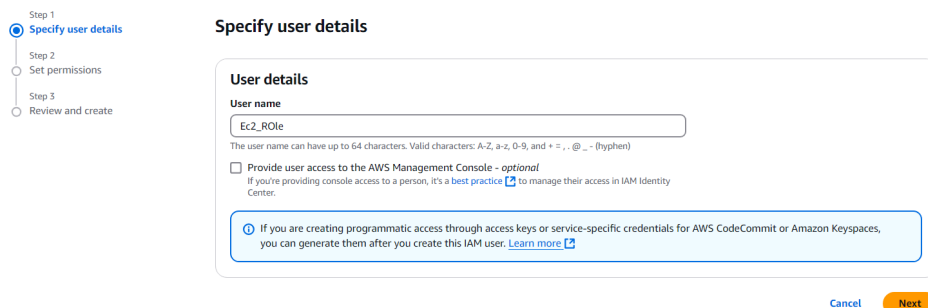 Step 1
Specify user details
Step 2
Set permissions
Step 3
Review and create
Specify user details
User details
User name
Ec2_ROle
The user name can have up to 64 characters. Valid characters: A-Z, a-z, 0-9, and + = , . @ _ - (hyphen)
Provide user access to the AWS Management Console - optional
If you're providing console access to a person, it's a best practice to manage their access in IAM Identity
Center.
If you are creating programmatic access through access keys or service-specific credentials for AWS CodeCommit or Amazon Keyspaces,
you can generate them after you create this IAM user. Learn more
Cancel
Next